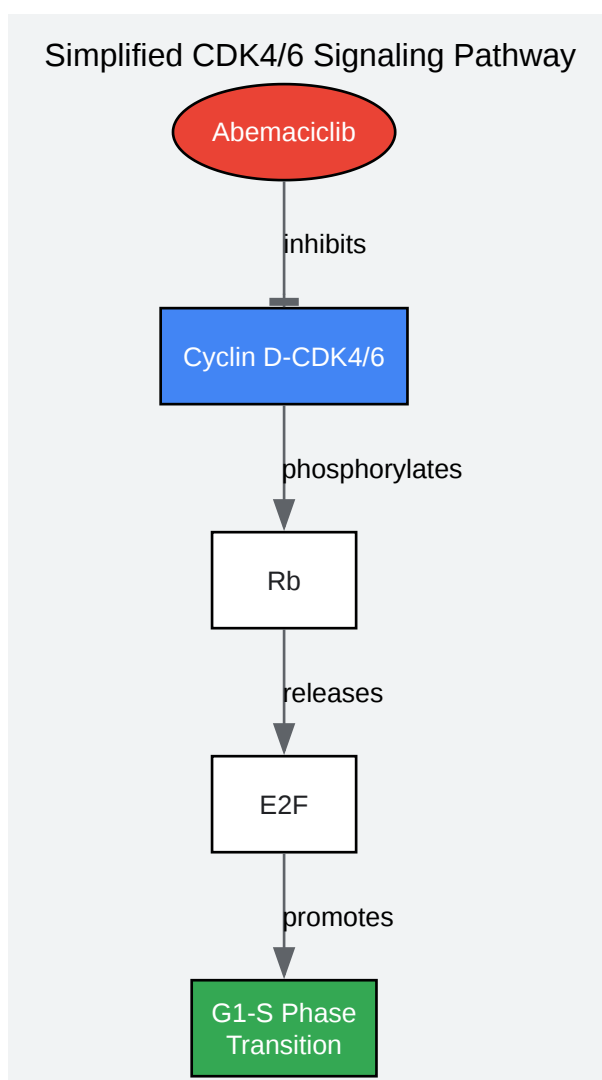 Simplified CDK4/6 Signaling Pathway
Abemaciclib
inhibits
Cyclin D-CDK4/6
phosphorylates
Rb
releases
E2F
promotes
G1-S Phase
Transition